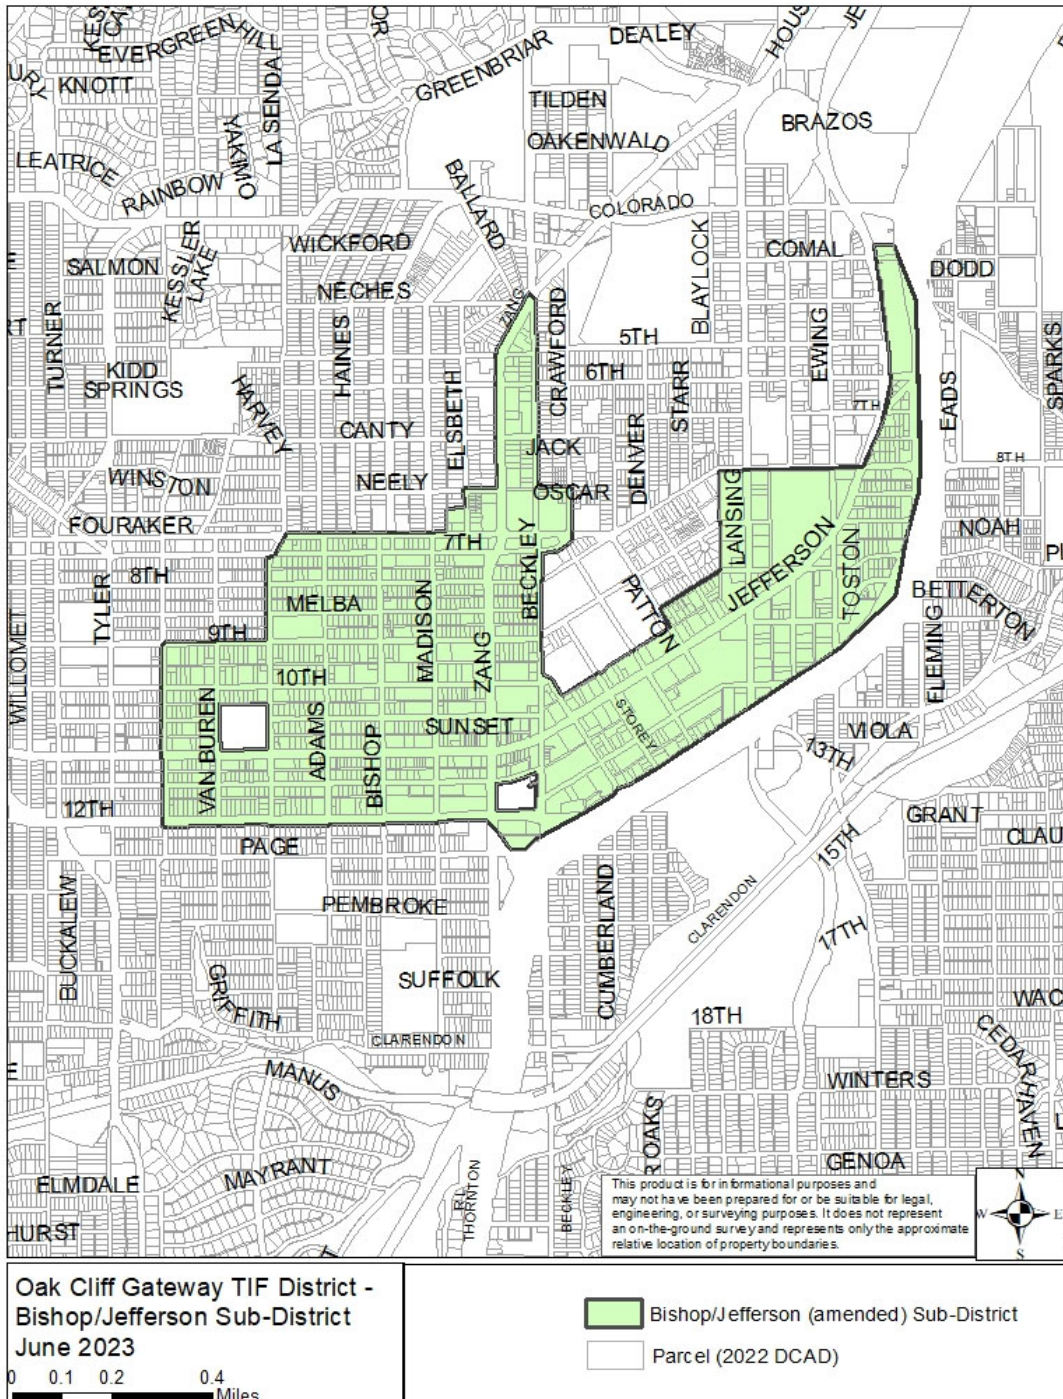 DEALEY
EVERGREEN HILL
KNOTT
LA SENDA
GREENBRIAR
TILDEN
OAKENWALD
BRAZOS
LEATRICE
RAINBOW
YAKIMO
BALLARD
COLORADO
WICKFORD
BLAYLOCK
COMAL
SALMON
KESSLER
LAKE
NECHES
ZANG
CRAWFORD
DODD
TURNER
HAINES
5TH
EWING
KIDD
SPRINGS
HARVEY
ELSBETH
6TH
STARR
7TH
EADS
SPARKS
CANTY
JACK
DENVER
WINSTON
NEELY
OSCAR
LANSING
8TH
FOURAKER
7TH
BECKLEY
JEFFERSON
NOAH
8TH
MELBA
MADISON
PATTON
TOSTON
BETTERTON
TYLER
9TH
FLEMING
WILLOMET
10TH
ZANG
VAN BUREN
ADAMS
BISHOP
SUNSET
STOREY
VIOLA
13TH
12TH
GRANT
PAGE
15TH
BUCKALEW
PEMBROKE
CUMBERLAND
CLARENDON
17TH
GRIFFITH
SUFFOLK
18TH
CLARENDON
CEDAR HAVEN
MANUS
WINTERS
MAYRANT
GENOA
ELMDALE
R L
THORNTON
BECKLEY
This product is for informational purposes and
may not have been prepared for or be suitable for legal,
engineering, or surveying purposes. It does not represent
an on-the-ground survey and represents only the approximate
relative location of property boundaries.
N
W E
S
Oak Cliff Gateway TIF District -
Bishop/Jefferson Sub-District
June 2023
0 0.1 0.2 0.4
Miles
Bishop/Jefferson (amended) Sub-District
Parcel (2022 DCAD)